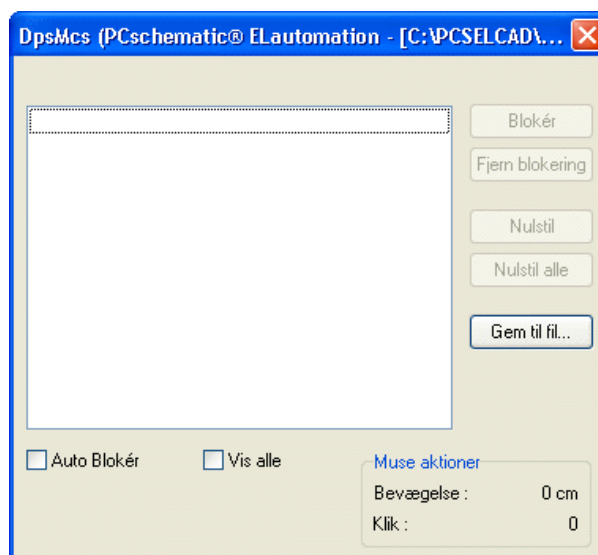 DpsMcs (PCschematic® ELautomation - [C:\PCSELCAD\...
Blokér
Fjern blokering
Nulstil
Nulstil alle
Gem til fil...
Auto Blokér
Vis alle
Muse aktioner
Bevægelse : 0 cm
Klik : 0